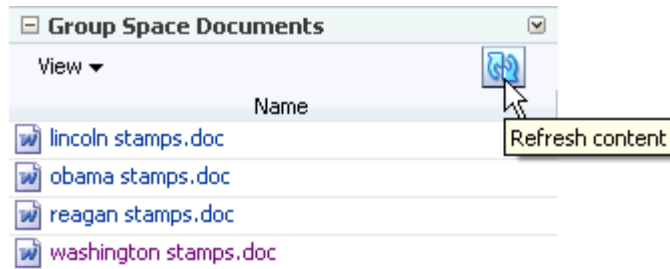 Group Space Documents
View
Name
lincoln stamps.doc
Refresh content
obama stamps.doc
reagan stamps.doc
washington stamps.doc